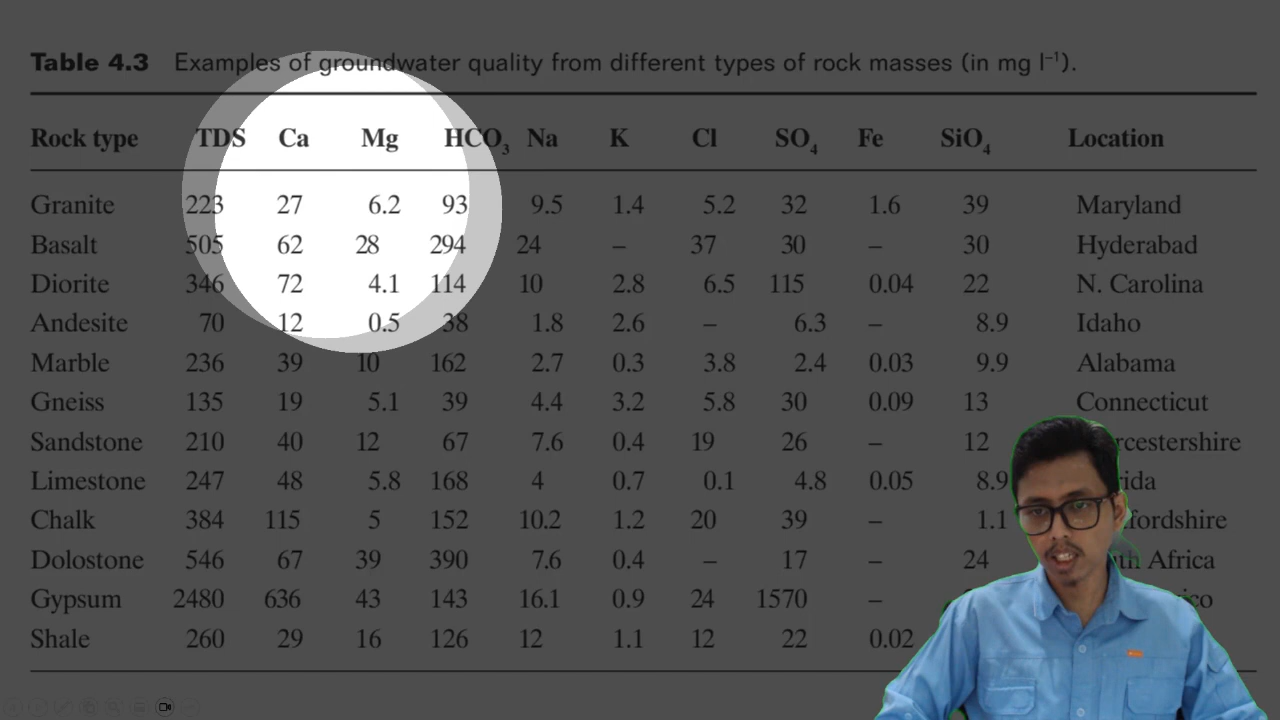 Table 4.3 Examples of groundwater quality from different types of rock masses (in mg l⁻¹).
Rock type TDS Ca Mg HCO₃ Na K Cl SO₄ Fe SiO₄ Location
Granite 223 27 6.2 93 9.5 1.4 5.2 32 1.6 39 Maryland
Basalt 505 62 28 294 24 – 37 30 – 30 Hyderabad
Diorite 346 72 4.1 114 10 2.8 6.5 115 0.04 22 N. Carolina
Andesite 70 12 0.5 38 1.8 2.6 – 6.3 – 8.9 Idaho
Marble 236 39 10 162 2.7 0.3 3.8 2.4 0.03 9.9 Alabama
Gneiss 135 19 5.1 39 4.4 3.2 5.8 30 0.09 13 Connecticut
Sandstone 210 40 12 67 7.6 0.4 19 26 – 12
Limestone 247 48 5.8 168 4 0.7 0.1 4.8 0.05 8.9
Chalk 384 115 5 152 10.2 1.2 20 39 – 1.1
Dolostone 546 67 39 390 7.6 0.4 – 17 – 24 Africa
Gypsum 2480 636 43 143 16.1 0.9 24 1570 –
Shale 260 29 16 126 12 1.1 12 22 0.02